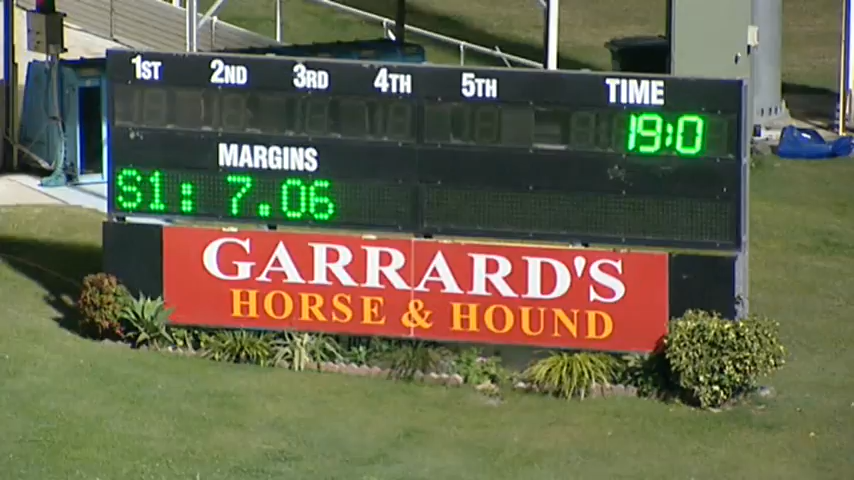 1ST 2ND 3RD 4TH 5TH TIME
19:0
MARGINS
S1: 7.06
GARRARD'S
HORSE & HOUND